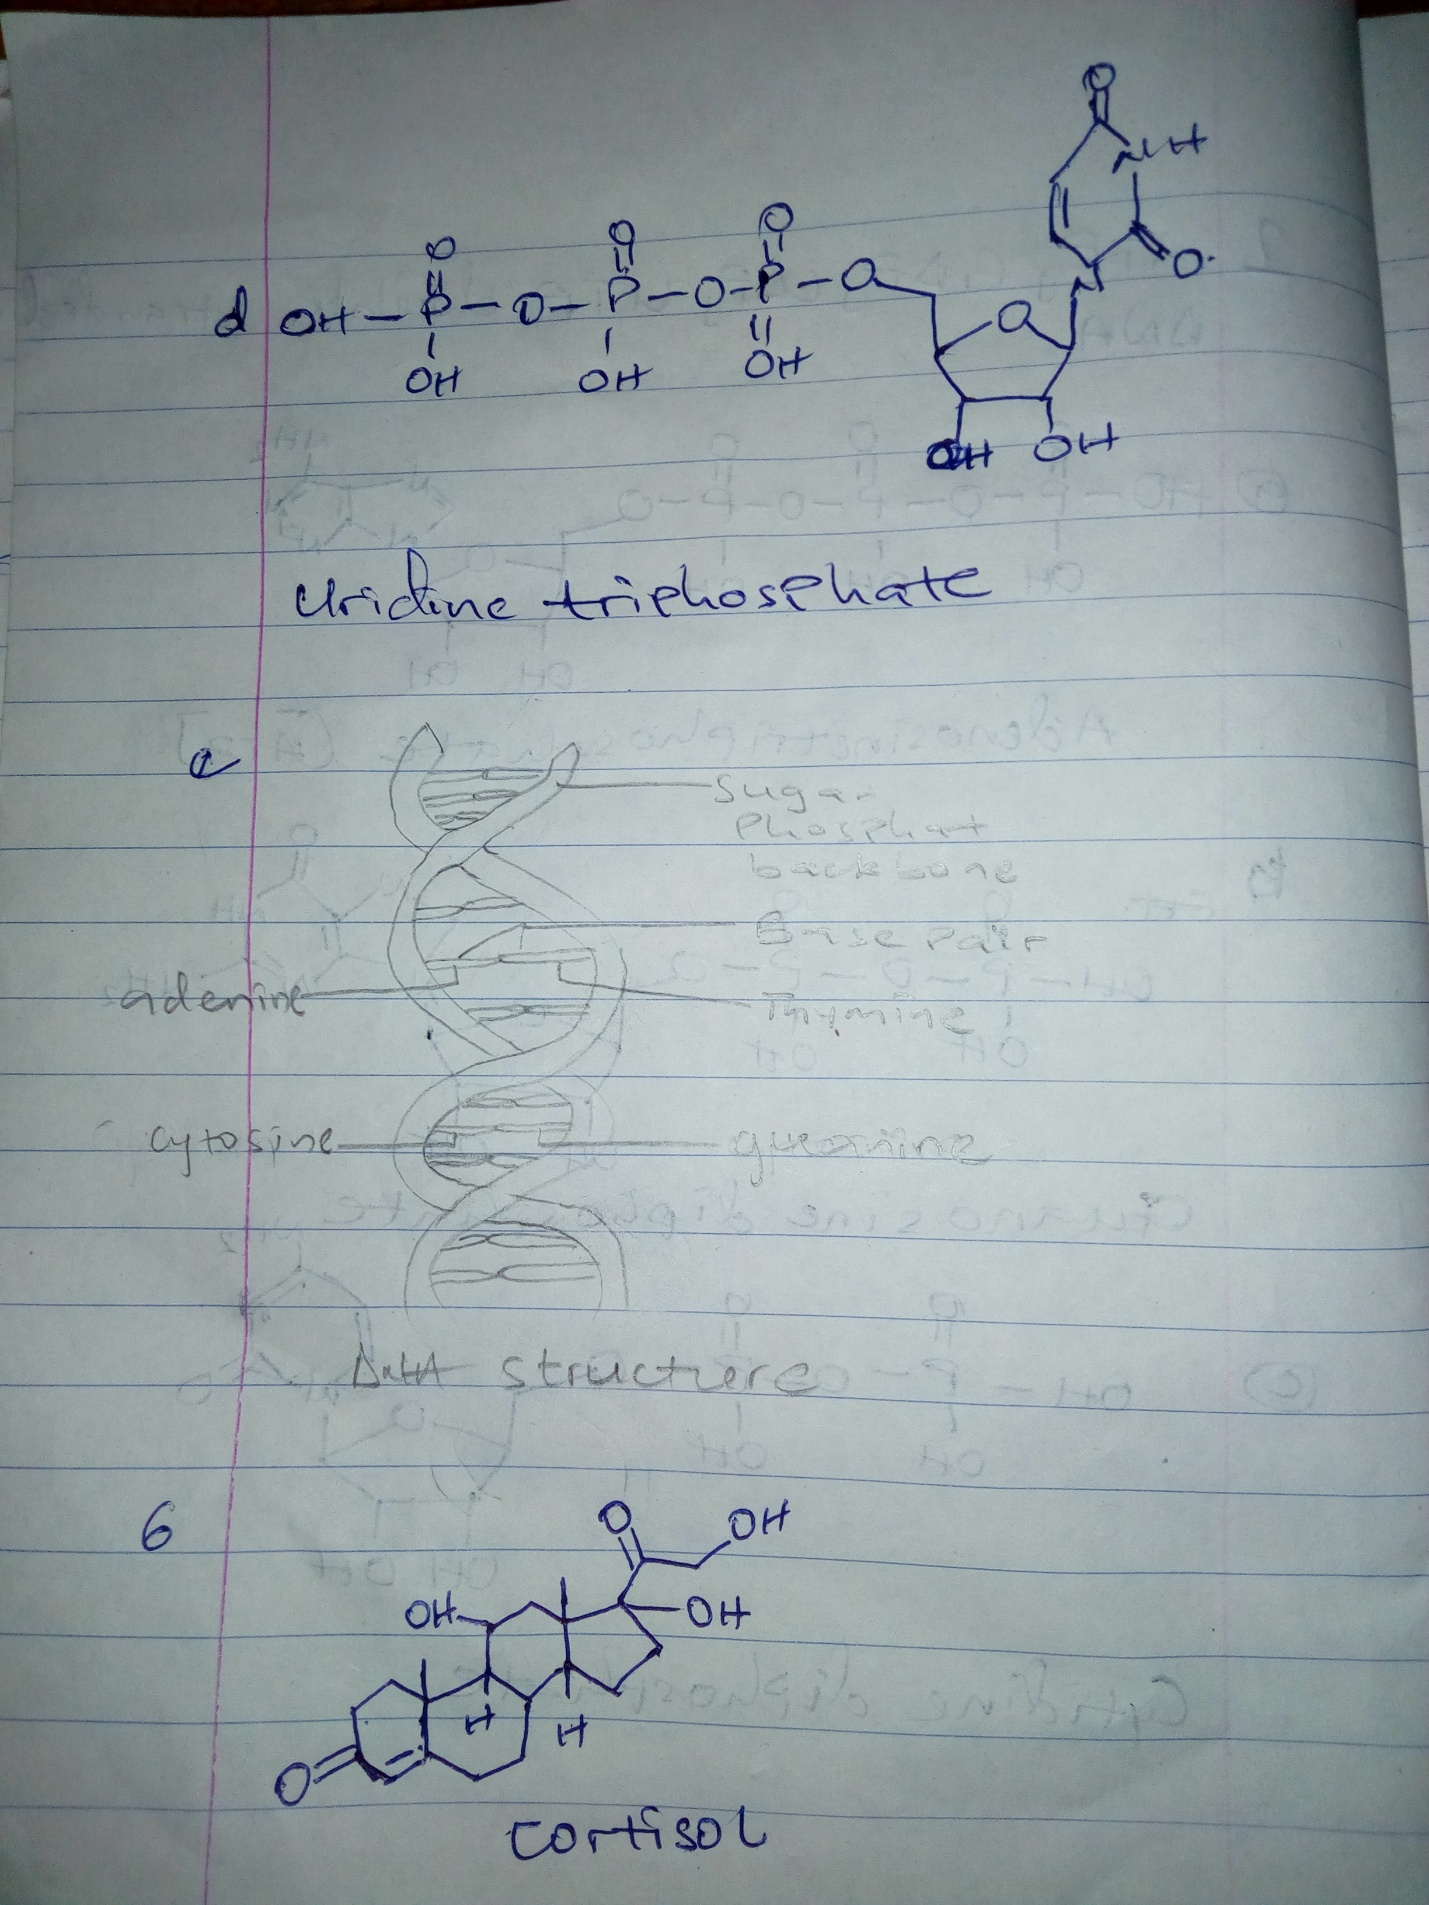 O
NH
O O O
d OH-P-O-P-O-P-O O N O
OH OH OH
OH OH
Uridine triphosphate
e
Sugar
Phosphat
backbone
Base pair
adenine
Thymine
cytosine
guanine
DNA structure
6
O OH
OH OH
H H
O
cortisol